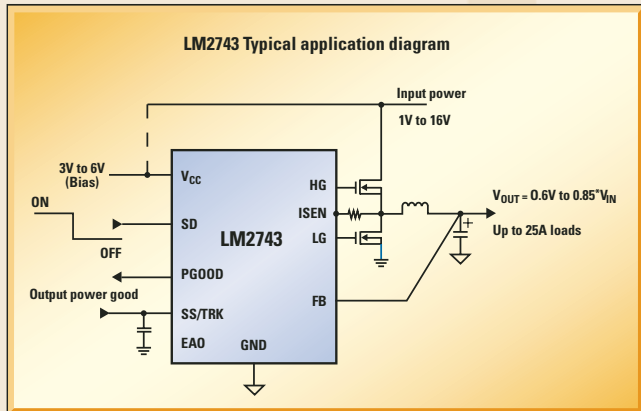 LM2743 Typical application diagram
Input power
1V to 16V
3V to 6V
(Bias)
VCC
HG
ON
ISEN
VOUT = 0.6V to 0.85*VIN
SD
LM2743
LG
Up to 25A loads
OFF
PGOOD
Output power good
FB
SS/TRK
EAO
GND
+